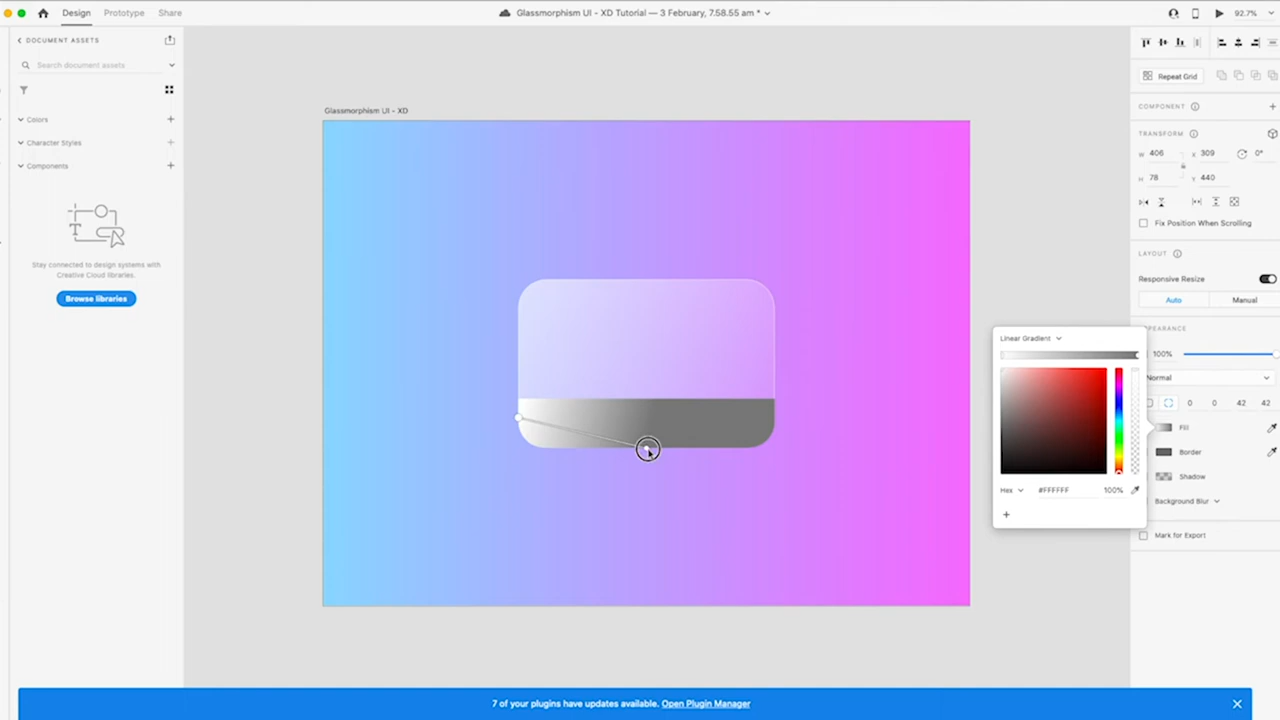 Design Prototype Share
Glassmorphism UI - XD Tutorial — 3 February, 7.58.55 am *
92.7%
DOCUMENT ASSETS
Search document assets
Colors
Character Styles
Components
Stay connected to design systems with
Creative Cloud libraries.
Browse libraries
Glassmorphism UI - XD
Repeat Grid
COMPONENT
TRANSFORM
W 406 X 309 0°
H 78 Y 440
Fix Position When Scrolling
LAYOUT
Responsive Resize
Auto Manual
PEARANCE
100%
Normal
0 0 42 42
Fill
Border
Shadow
Background Blur
Mark for Export
Linear Gradient
Hex #FFFFFF 100%
7 of your plugins have updates available. Open Plugin Manager